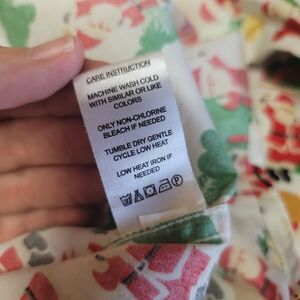 CARE INSTRUCTION
MACHINE WASH COLD
WITH SIMILAR OR LIKE
COLORS
ONLY NON-CHLORINE
BLEACH IF NEEDED
TUMBLE DRY GENTLE
CYCLE LOW HEAT
LOW HEAT IRON IF
NEEDED